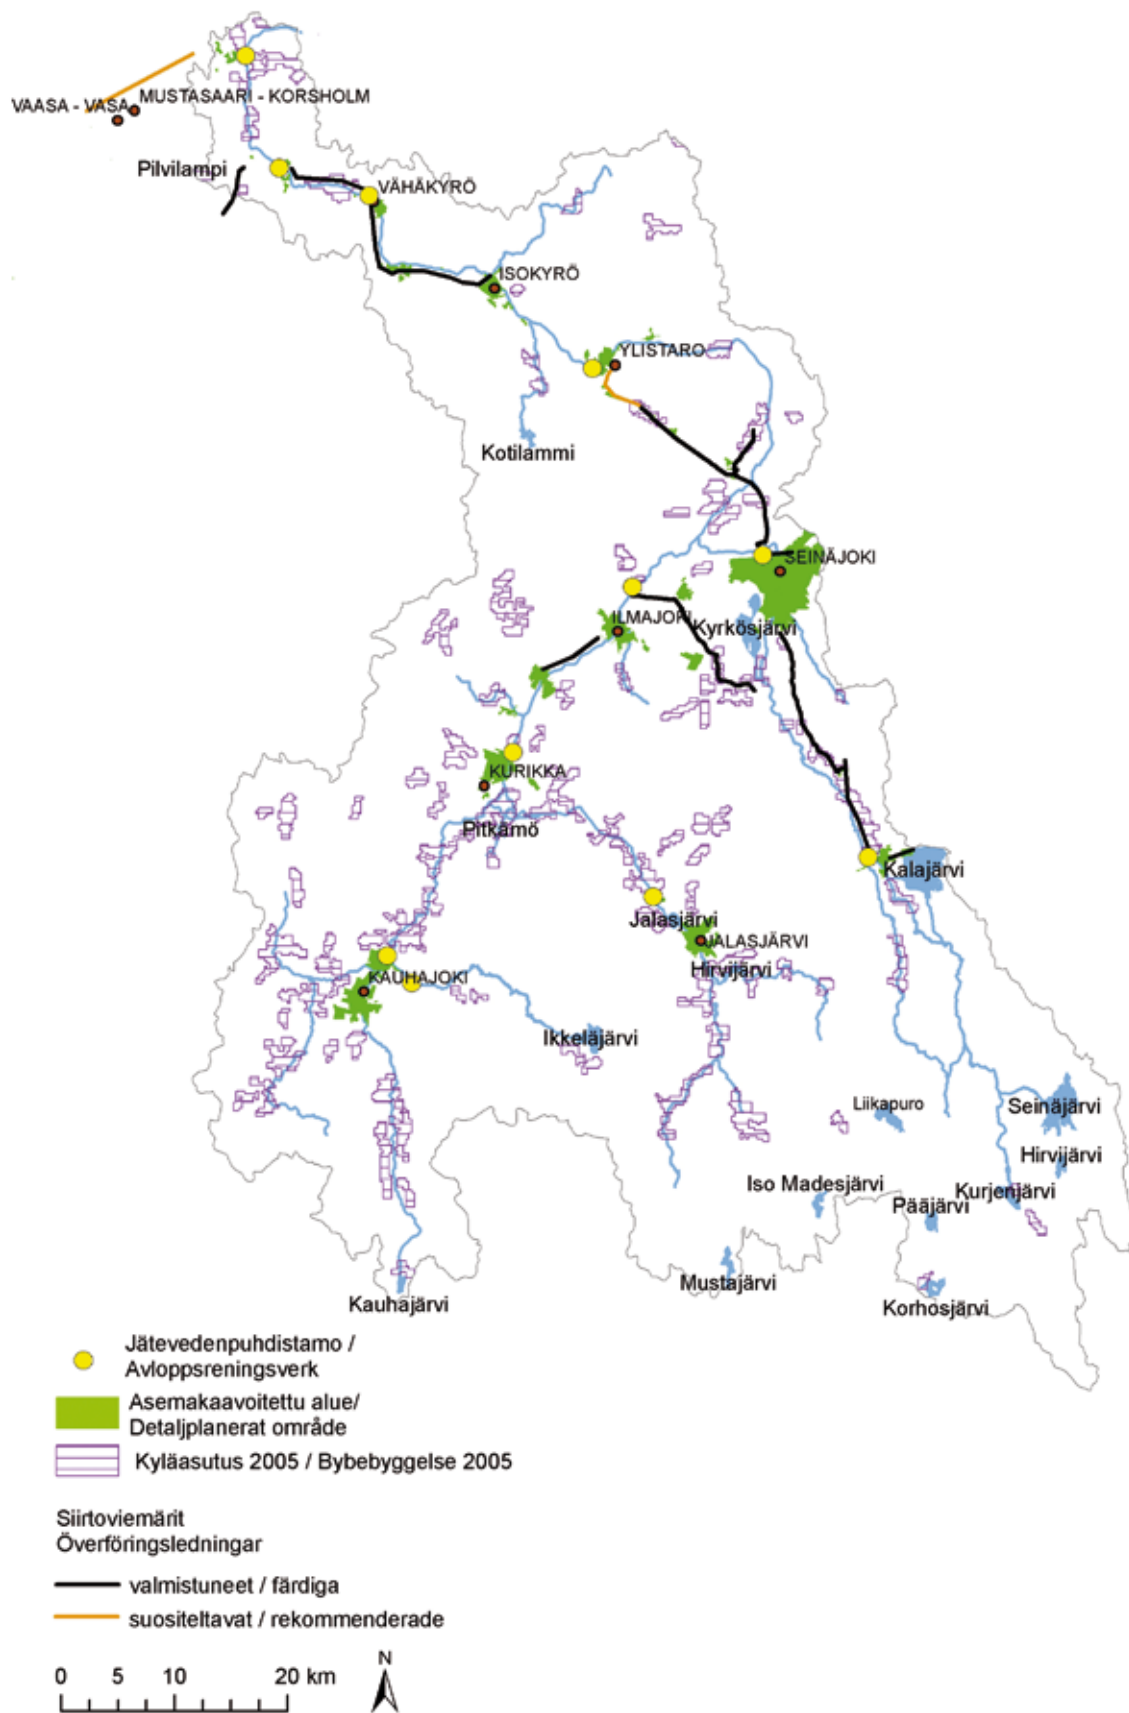 VAASA - VASA
MUSTASAARI - KORSHOLM
Pilvilampi
VÄHÄKYRÖ
ISOKYRÖ
YLISTARO
Kotilammi
SEINÄJOKI
ILMAJOKI
Kyrkösjärvi
KURIKKA
Pitkämö
Kalajärvi
Jalasjärvi
JALASJÄRVI
Hirvijärvi
KAUHAJOKI
Ikkeläjärvi
Liikapuro
Seinäjärvi
Hirvijärvi
Iso Madesjärvi
Kurjenjärvi
Pääjärvi
Mustajärvi
Kauhajärvi
Korhosjärvi
Jätevedenpuhdistamo /
Avloppsreningsverk
Asemakaavoitettu alue/
Detaljplanerat område
Kyläasutus 2005 / Bybebyggelse 2005
Siirtoviemärit
Överföringsledningar
valmistuneet / färdiga
suositeltavat / rekommenderade
0 5 10 20 km
N